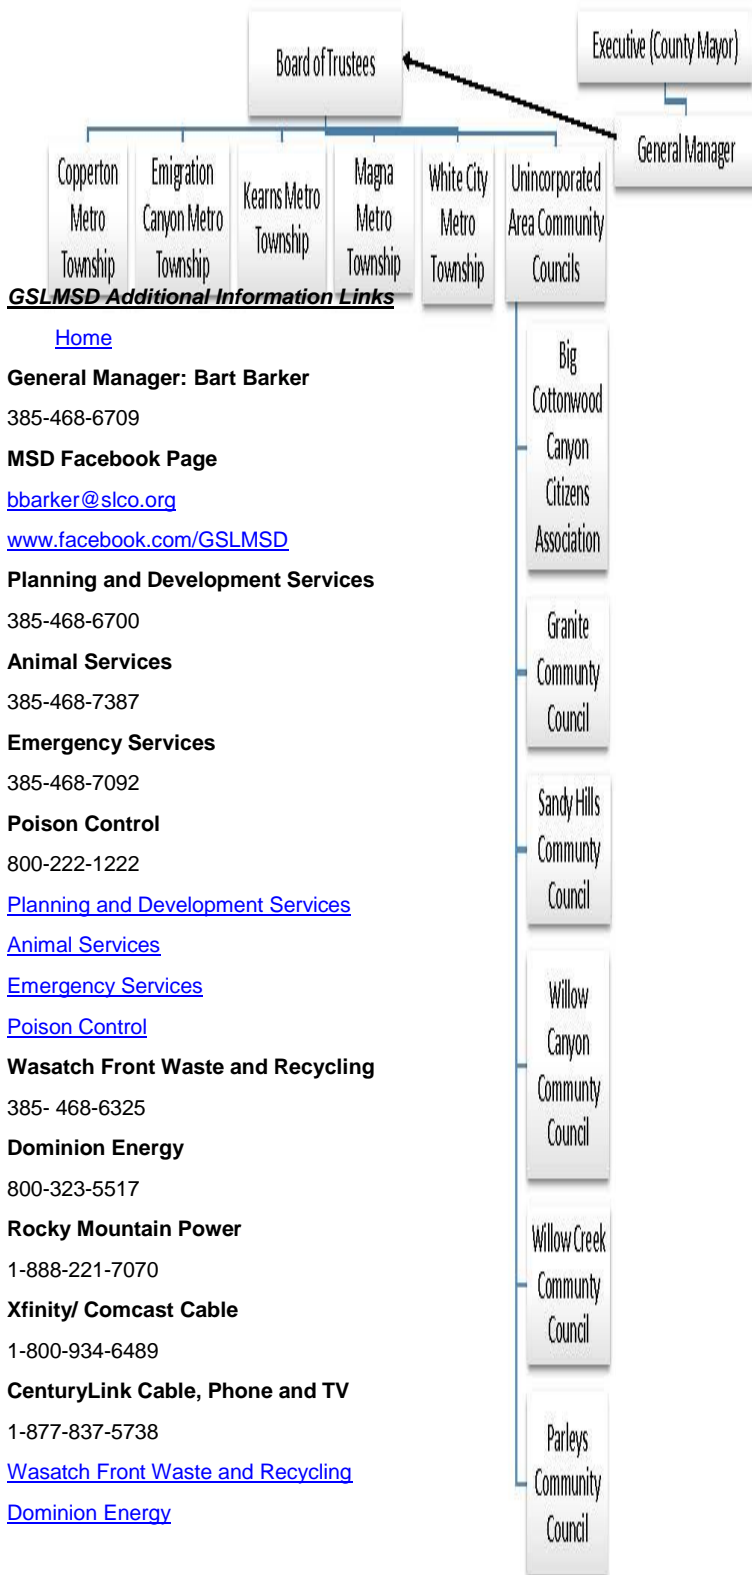 Board of Trustees
Executive (County Mayor)
General Manager
Copperton
Metro
Township
Emigration
Canyon Metro
Township
Kearns Metro
Township
Magna
Metro
Township
White City
Metro
Township
Unincorporated
Area Community
Councils
Big
Cottonwood
Canyon
Citizens
Association
Granite
Communty
Council
Sandy Hills
Communty
Council
Willow
Canyon
Communty
Council
Willow Creek
Communty
Council
Parleys
Community
Council
GSLMSD Additional Information Links
Home
General Manager: Bart Barker
385-468-6709
MSD Facebook Page
bbarker@slco.org
www.facebook.com/GSLMSD
Planning and Development Services
385-468-6700
Animal Services
385-468-7387
Emergency Services
385-468-7092
Poison Control
800-222-1222
Planning and Development Services
Animal Services
Emergency Services
Poison Control
Wasatch Front Waste and Recycling
385- 468-6325
Dominion Energy
800-323-5517
Rocky Mountain Power
1-888-221-7070
Xfinity/ Comcast Cable
1-800-934-6489
CenturyLink Cable, Phone and TV
1-877-837-5738
Wasatch Front Waste and Recycling
Dominion Energy